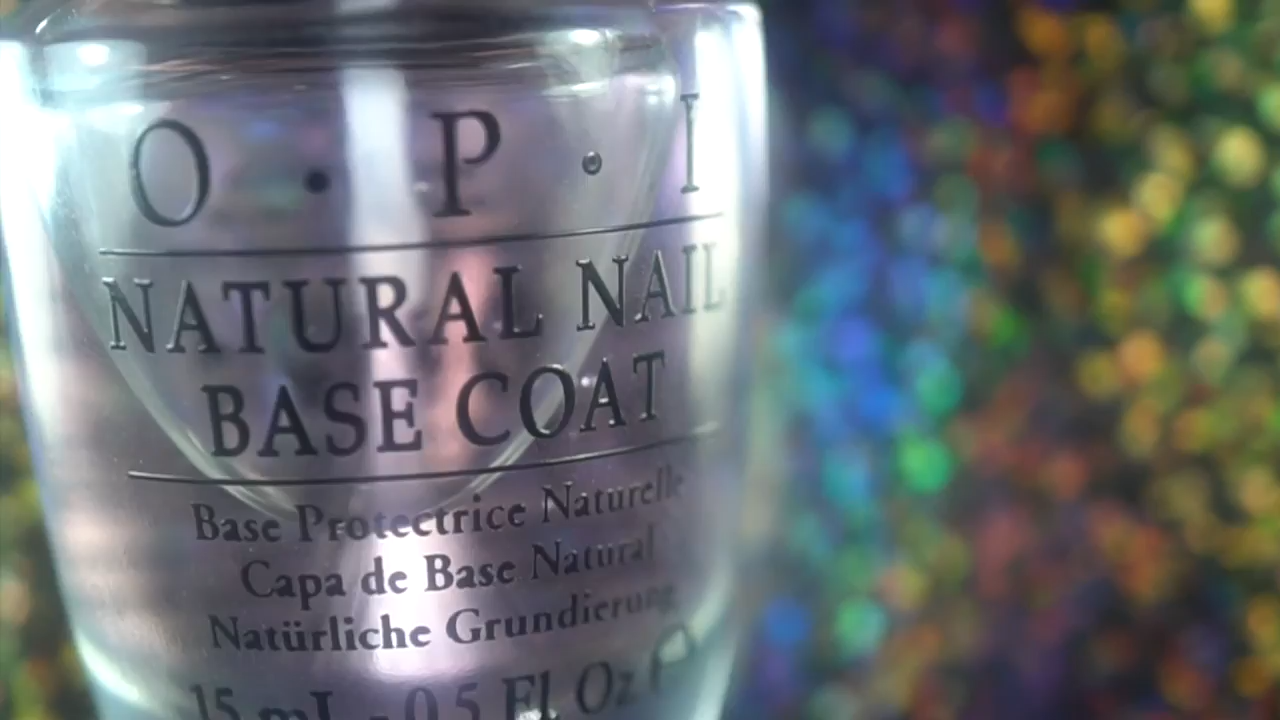 O • P • I
NATURAL NAIL
BASE COAT
Base Protectrice Naturelle
Capa de Base Natural
Natürliche Grundierung
15 mL - 0.5 Fl. Oz